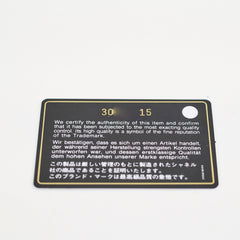 30 15
We certify the authenticity of this item and confirm
that it has been subjected to the most exacting quality
control. Its high quality is a symbol of the fine reputation
of the Trademark.
Wir bestätigen, dass es sich um einen Artikel handelt,
der während seiner Herstellung strengsten Kontrollen
unterworfen war, und dessen erstklassige Qualität
dem hohen Ansehen unserer Marke entspricht.
この製品は厳しい管理のもとに製造されたシャネル
社の商品であることを証明いたします。
このブランド・マークは最高級品質の象徴です。